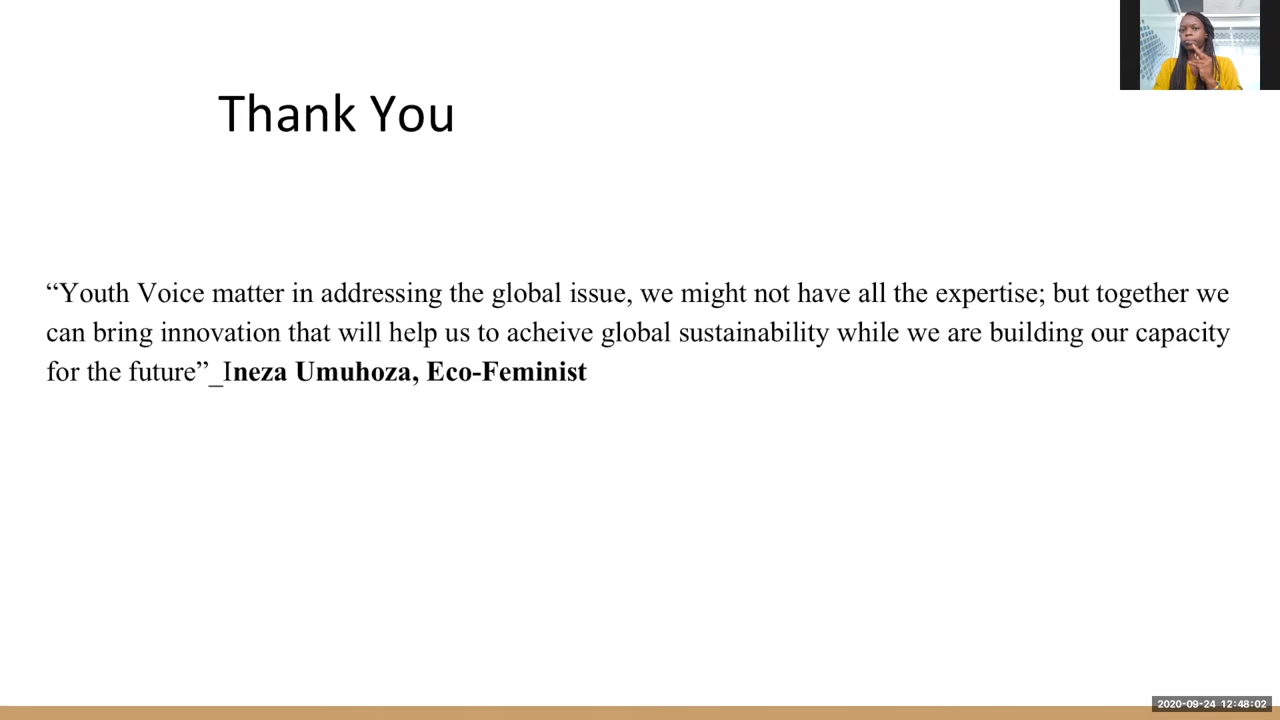 Thank You
“Youth Voice matter in addressing the global issue, we might not have all the expertise; but together we
can bring innovation that will help us to acheive global sustainability while we are building our capacity
for the future”_Ineza Umuhoza, Eco-Feminist
2020-09-24 12:48:02